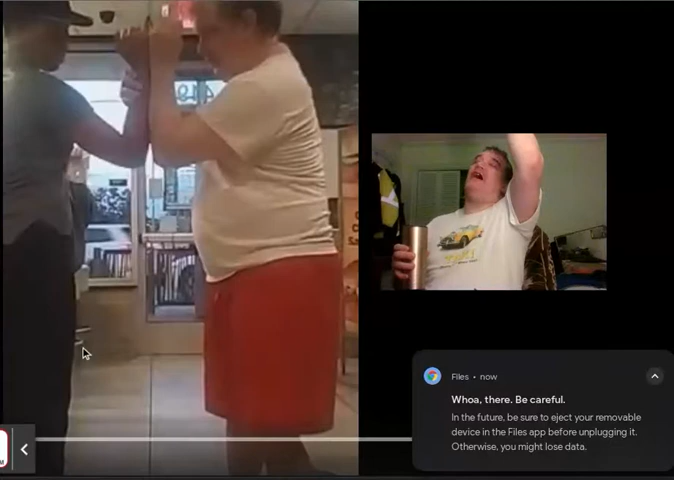 Files • now
Whoa, there. Be careful.
In the future, be sure to eject your removable
device in the Files app before unplugging it.
Otherwise, you might lose data.